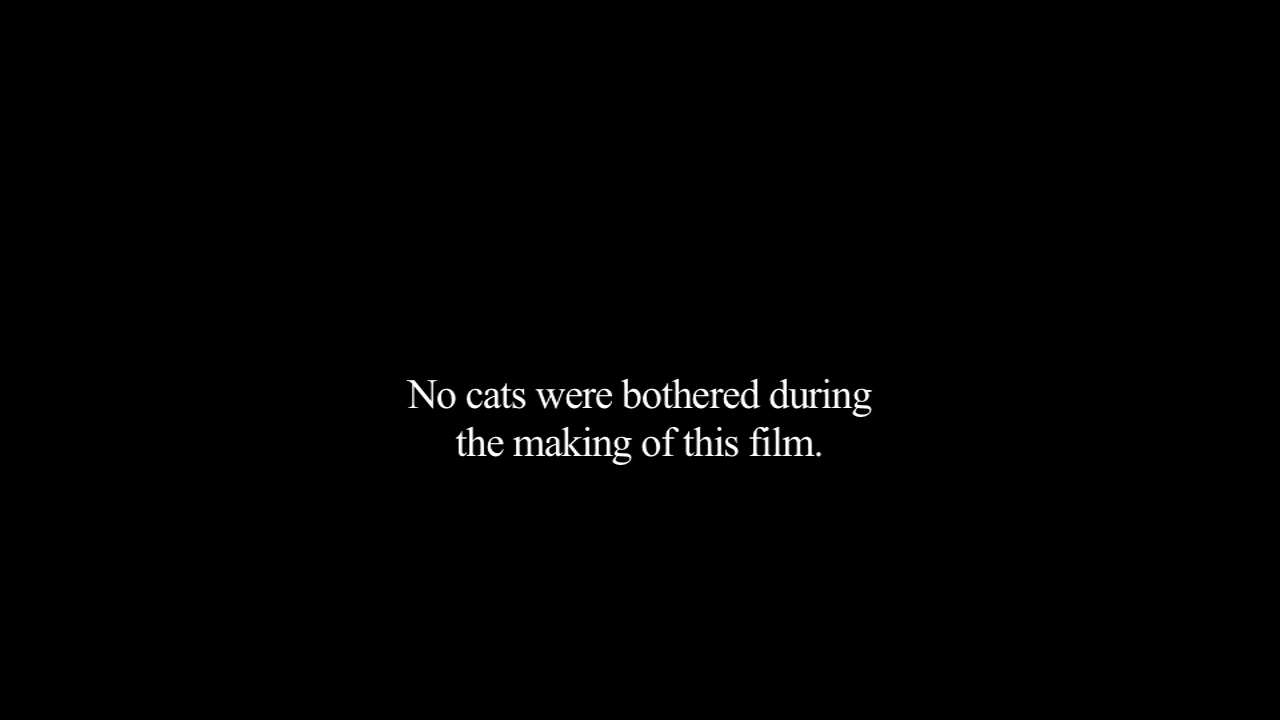 No cats were bothered during
the making of this film.